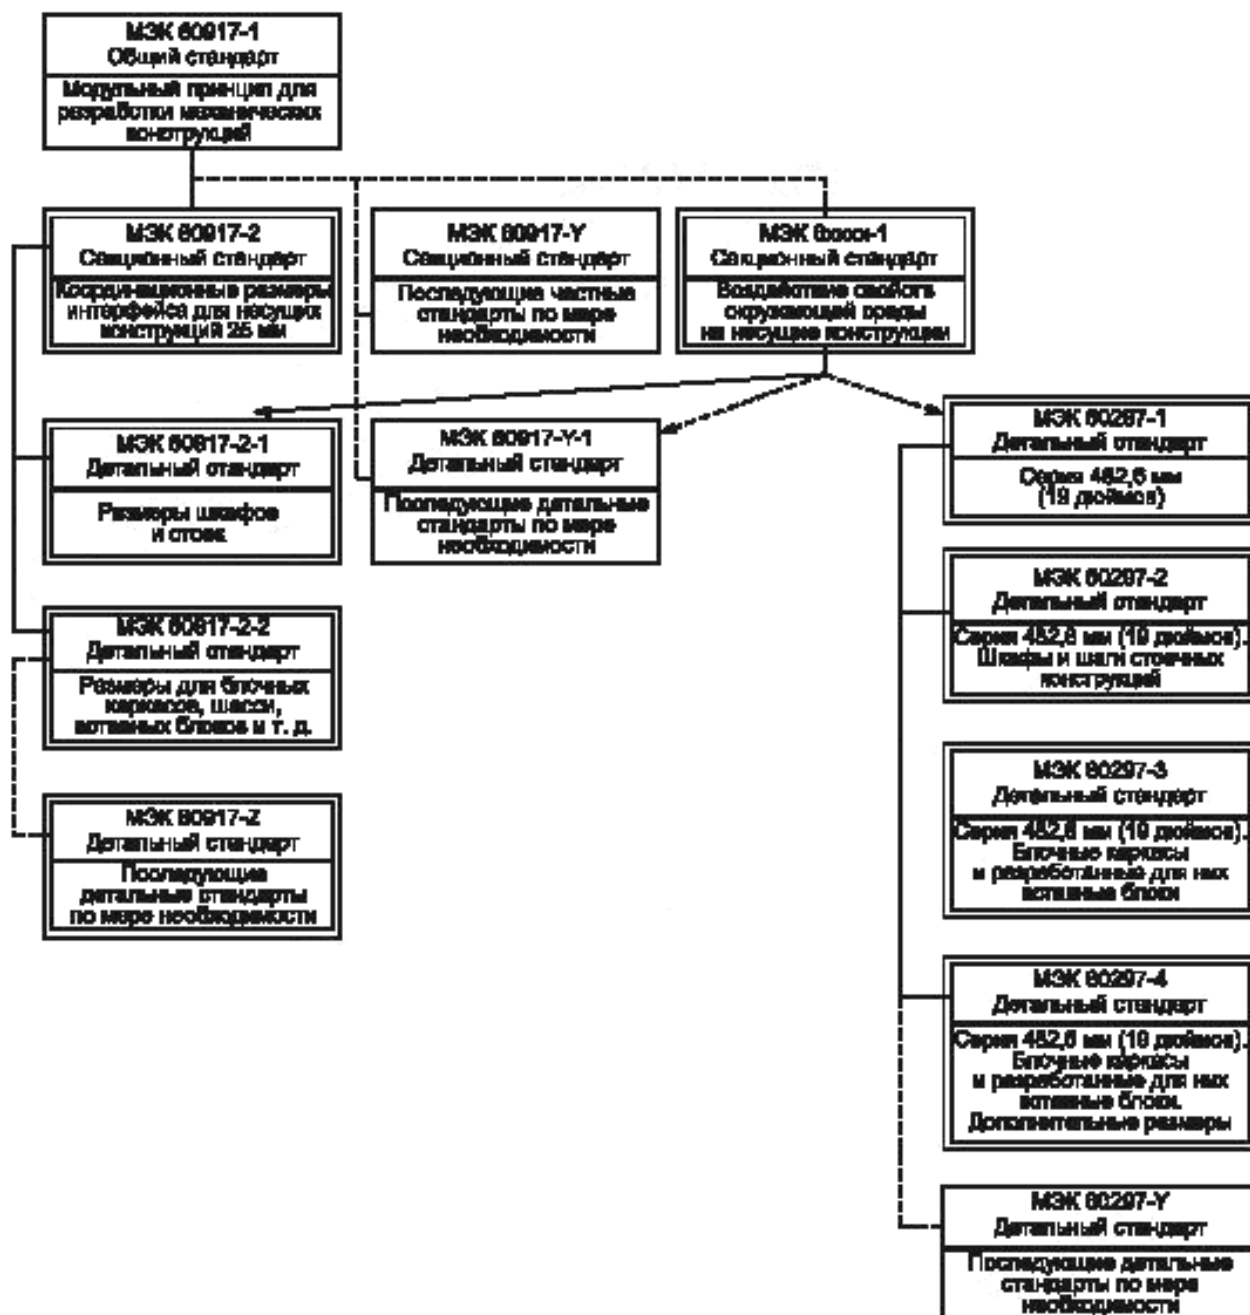 МЭК 60917-1
Общий стандарт
Модульный принцип для
разработки механических
конструкций
МЭК 60917-2
Секционный стандарт
Координационные размеры
интерфейса для несущих
конструкций 25 мм
МЭК 60917-Y
Секционный стандарт
Последующие частные
стандарты по мере
необходимости
МЭК 6xxxx-1
Секционный стандарт
Воздействие свойств
окружающей среды
на несущие конструкции
МЭК 60917-2-1
Детальный стандарт
Размеры шкафов
и стоек
МЭК 60917-Y-1
Детальный стандарт
Последующие детальные
стандарты по мере
необходимости
МЭК 60297-1
Детальный стандарт
Серия 482,6 мм
(19 дюймов)
МЭК 60297-2
Детальный стандарт
Серия 482,6 мм (19 дюймов).
Шкафы и шаги стоечных
конструкций
МЭК 60917-2-2
Детальный стандарт
Размеры для блочных
каркасов, шасси,
вставных блоков и т. д.
МЭК 60297-3
Детальный стандарт
Серия 482,6 мм (19 дюймов).
Блочные каркасы
и разработанные для них
вставные блоки
МЭК 60917-Z
Детальный стандарт
Последующие
детальные стандарты
по мере необходимости
МЭК 60297-4
Детальный стандарт
Серия 482,6 мм (19 дюймов).
Блочные каркасы
и разработанные для них
вставные блоки.
Дополнительные размеры
МЭК 60297-Y
Детальный стандарт
Последующие детальные
стандарты по мере
необходимости